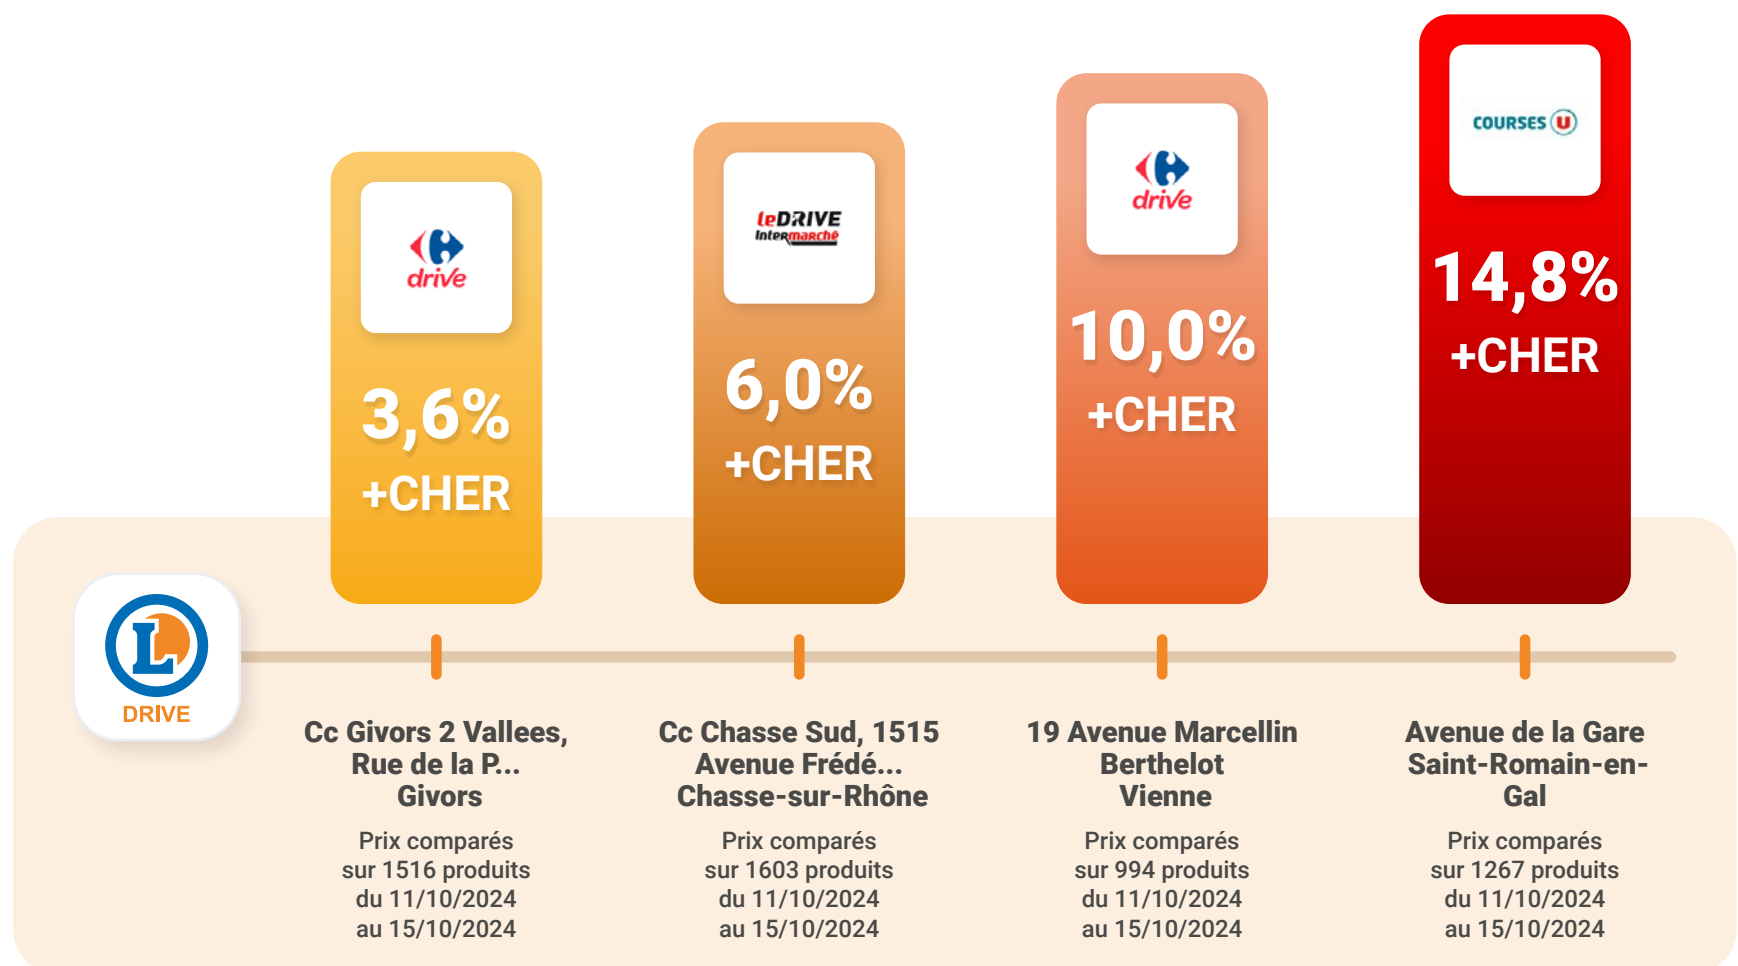 drive
3,6%
+CHER
leDRIVE
Intermarché
6,0%
+CHER
drive
10,0%
+CHER
COURSES U
14,8%
+CHER
L
DRIVE
Cc Givors 2 Vallees,
Rue de la P...
Givors
Prix comparés
sur 1516 produits
du 11/10/2024
au 15/10/2024
Cc Chasse Sud, 1515
Avenue Frédé...
Chasse-sur-Rhône
Prix comparés
sur 1603 produits
du 11/10/2024
au 15/10/2024
19 Avenue Marcellin
Berthelot
Vienne
Prix comparés
sur 994 produits
du 11/10/2024
au 15/10/2024
Avenue de la Gare
Saint-Romain-en-
Gal
Prix comparés
sur 1267 produits
du 11/10/2024
au 15/10/2024